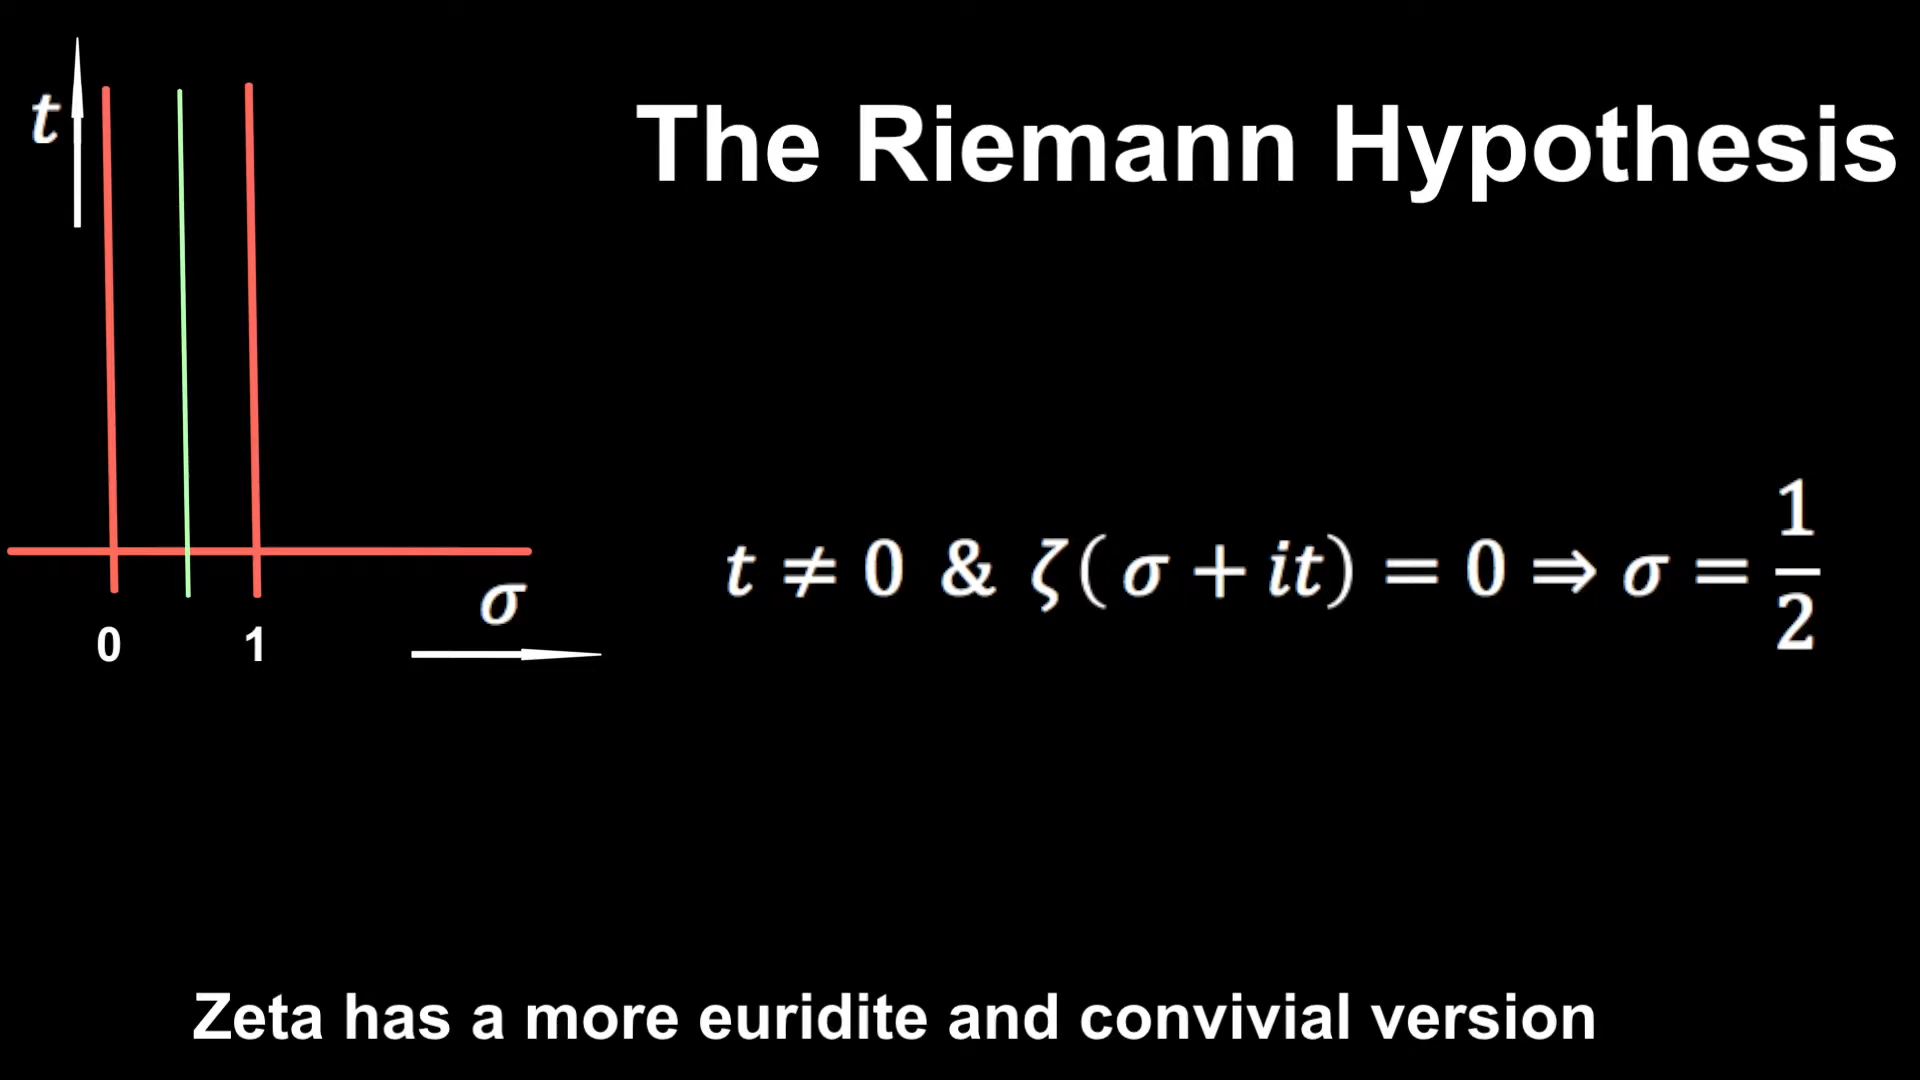 The Riemann Hypothesis
t
t ≠ 0 & ζ(σ + it) = 0 ⇒ σ = 1/2
σ
0 1
Zeta has a more euridite and convivial version